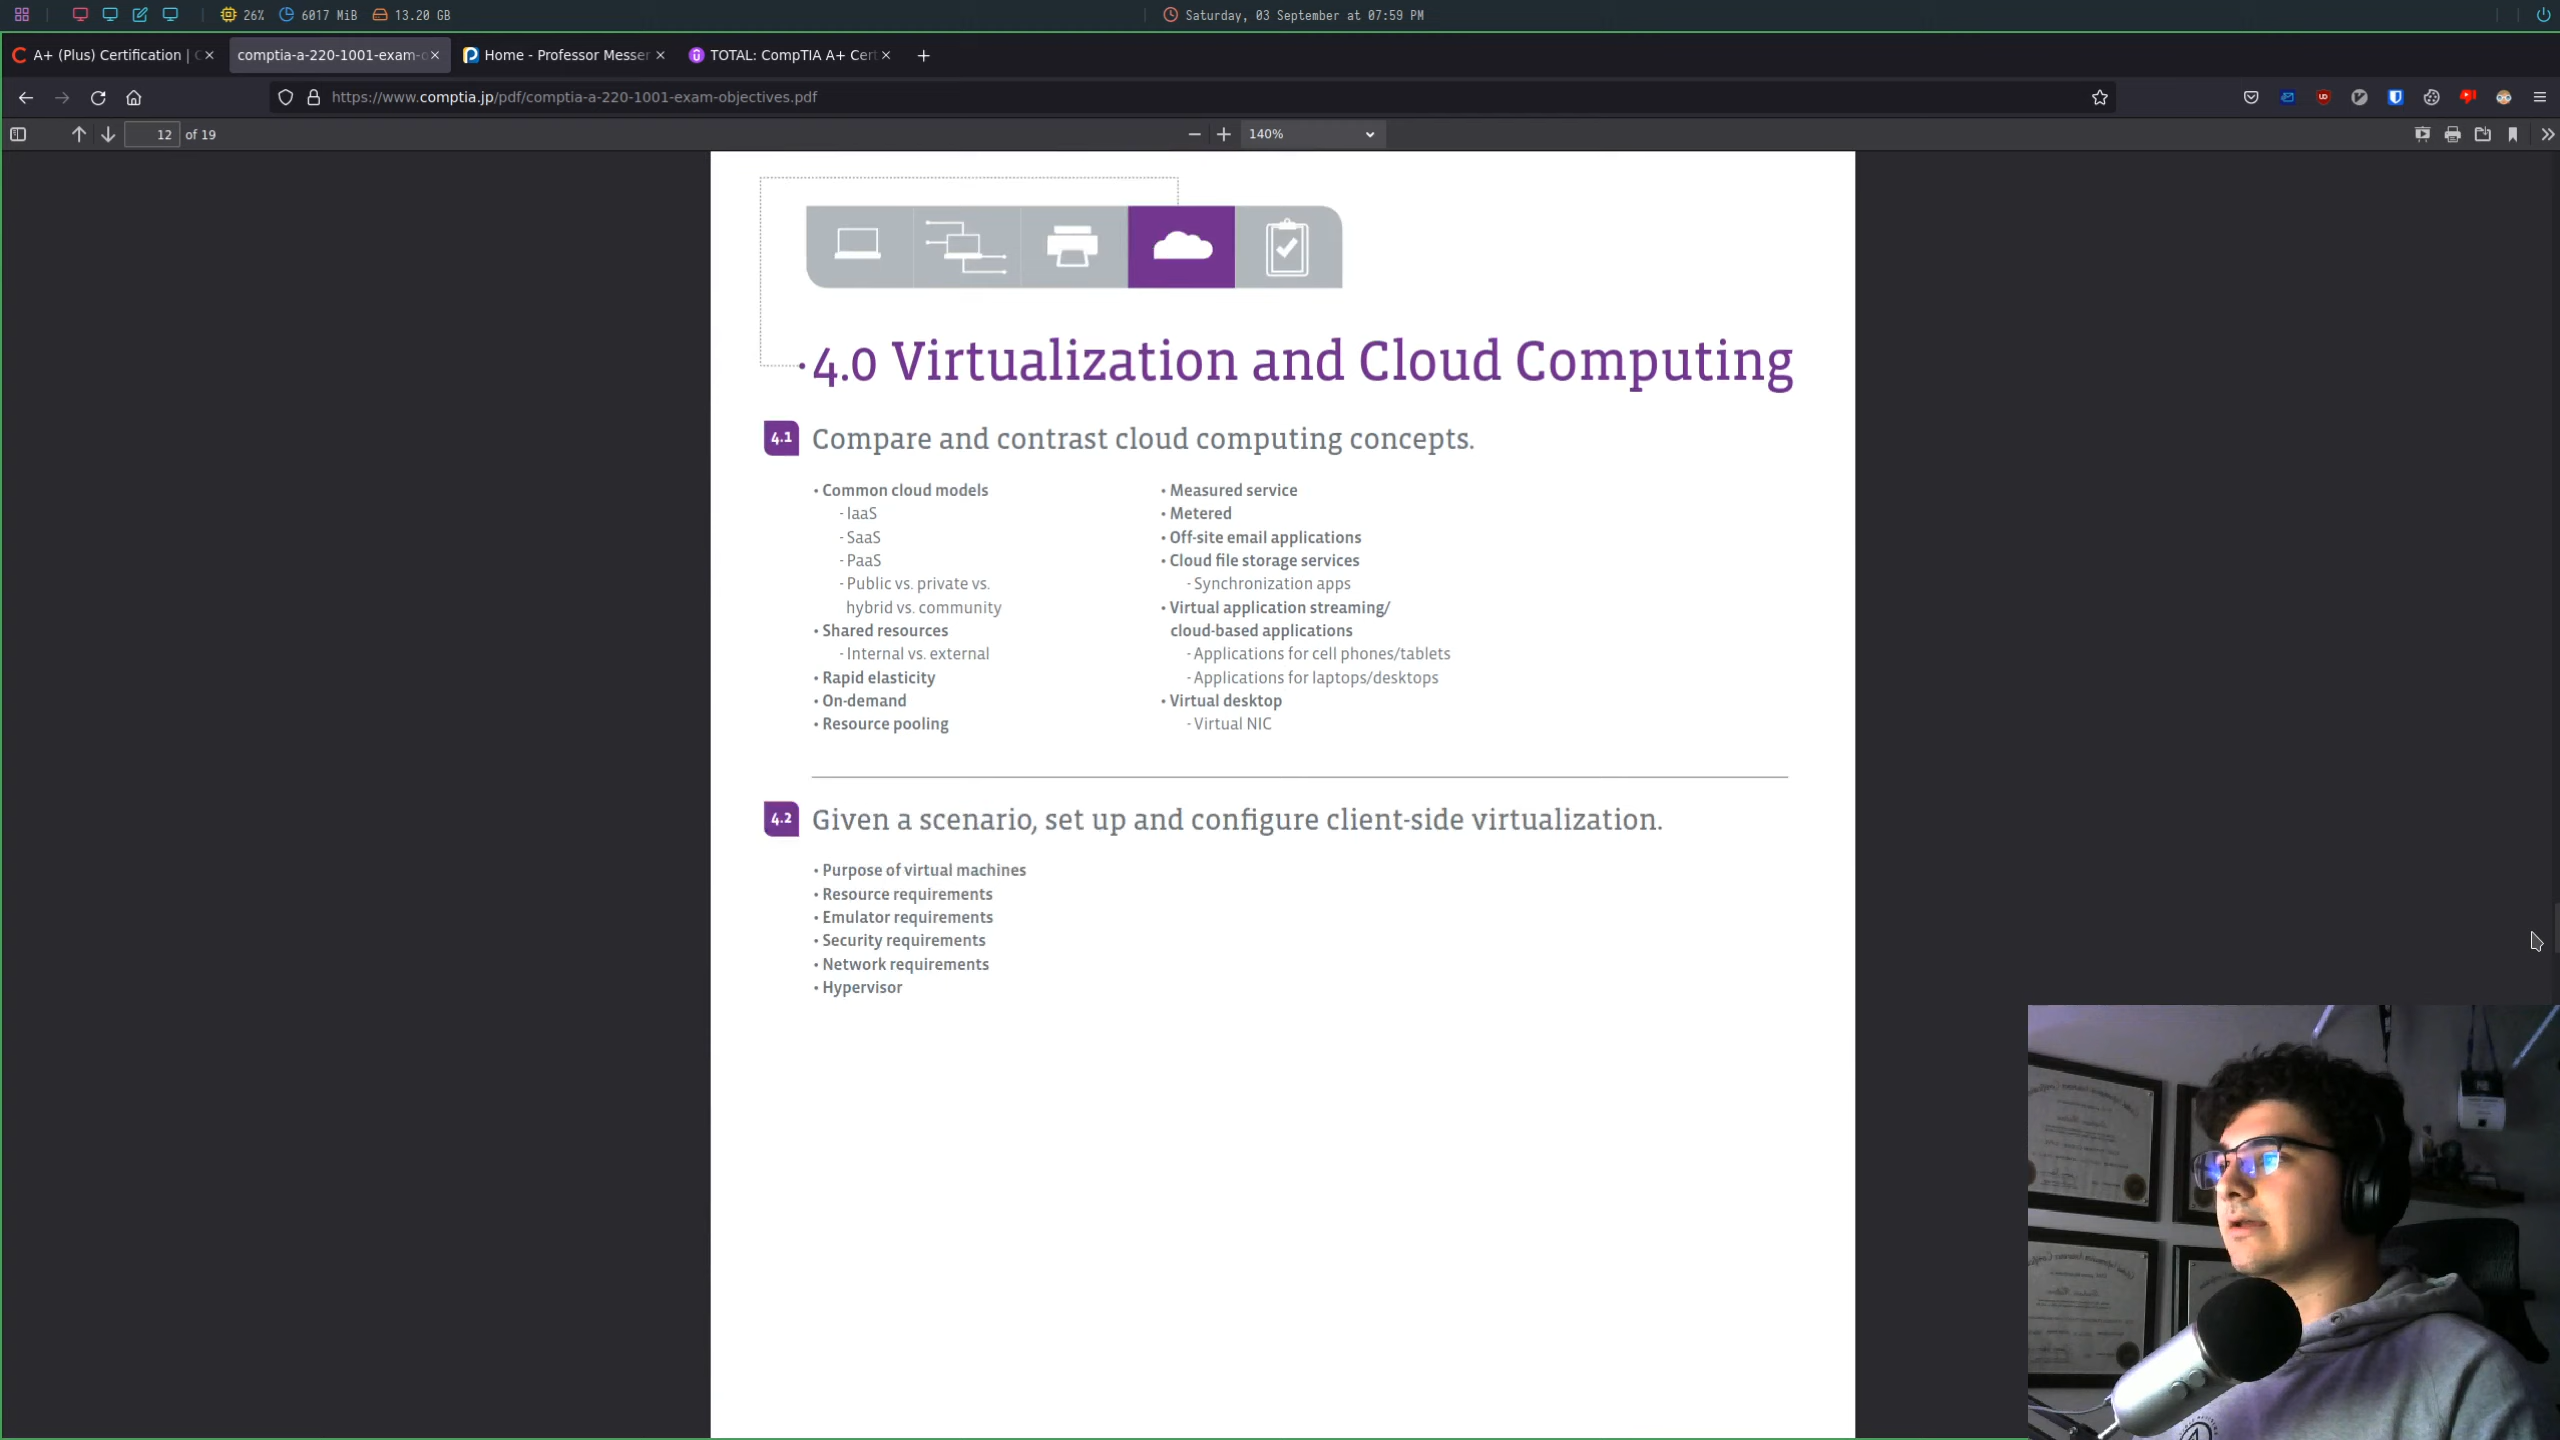 26%
6017 MiB
13.20 GB
Saturday, 03 September at 07:59 PM
A+ (Plus) Certification |
comptia-a-220-1001-exam-
Home - Professor Messer
TOTAL: CompTIA A+ Cert
https://www.comptia.jp/pdf/comptia-a-220-1001-exam-objectives.pdf
12 of 19
140%
4.0 Virtualization and Cloud Computing
4.1 Compare and contrast cloud computing concepts.
• Common cloud models
- IaaS
- SaaS
- PaaS
- Public vs. private vs.
hybrid vs. community
• Shared resources
- Internal vs. external
• Rapid elasticity
• On-demand
• Resource pooling
• Measured service
• Metered
• Off-site email applications
• Cloud file storage services
- Synchronization apps
• Virtual application streaming/
cloud-based applications
- Applications for cell phones/tablets
- Applications for laptops/desktops
• Virtual desktop
- Virtual NIC
4.2 Given a scenario, set up and configure client-side virtualization.
• Purpose of virtual machines
• Resource requirements
• Emulator requirements
• Security requirements
• Network requirements
• Hypervisor